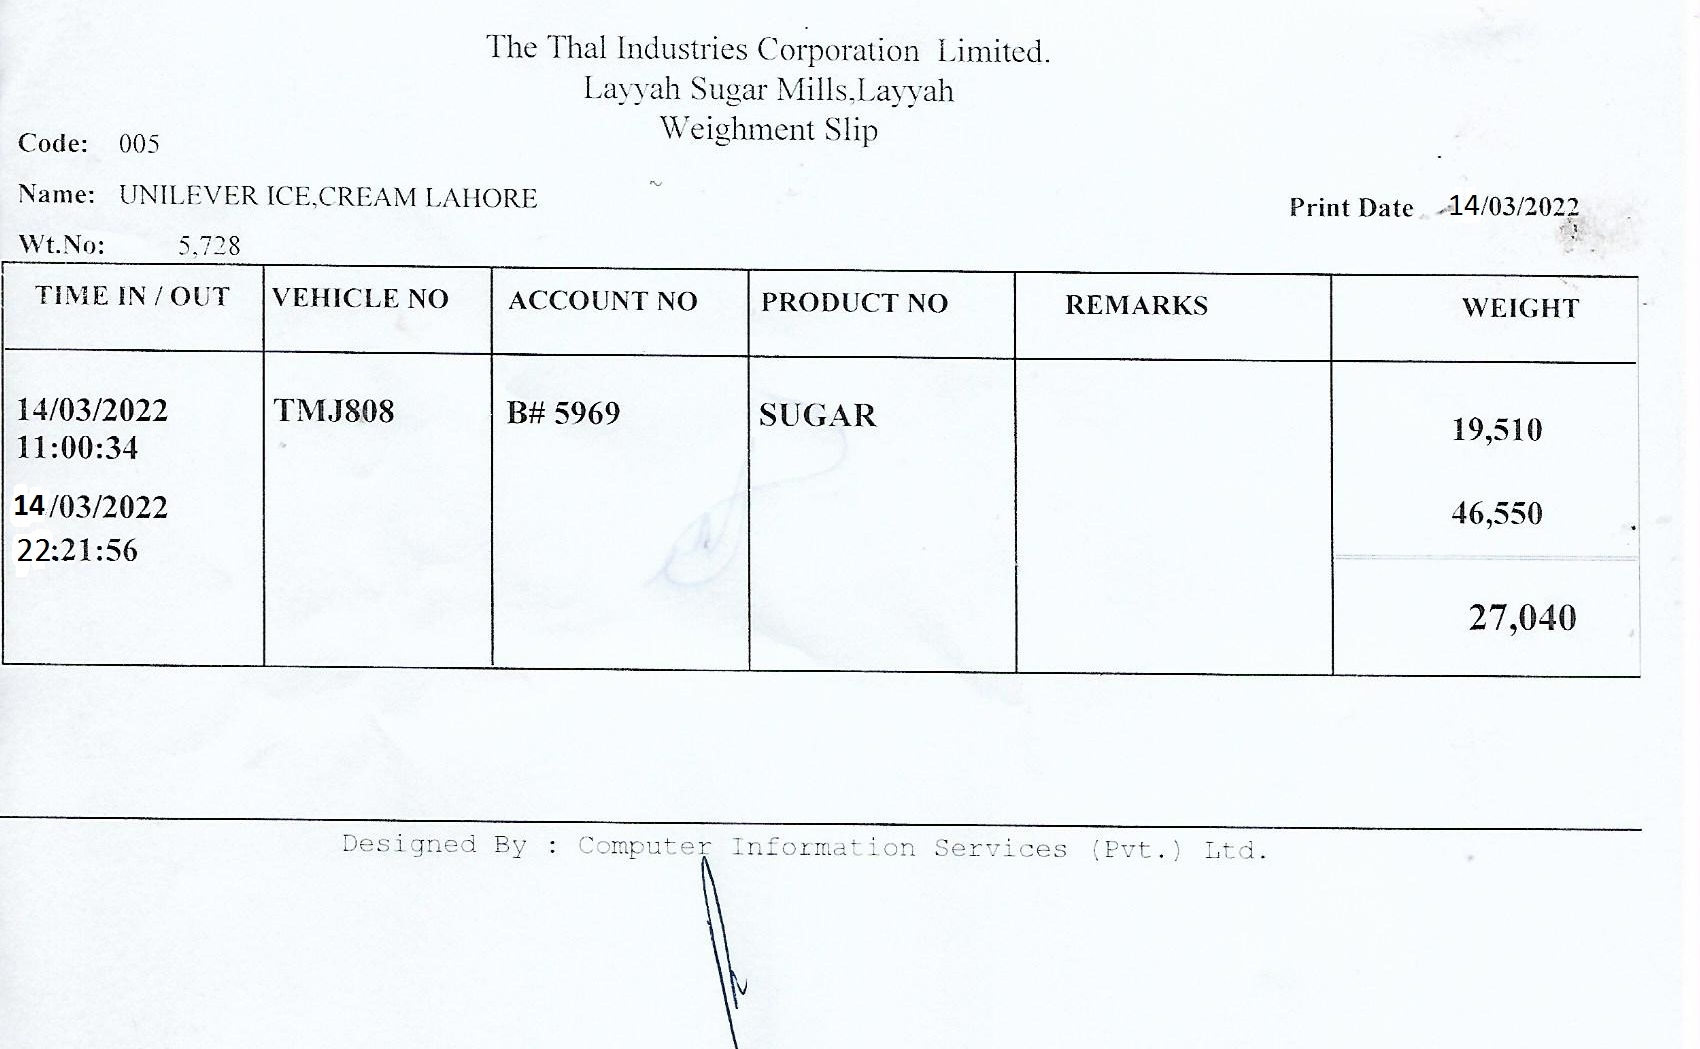 The Thal Industries Corporation Limited.
Layyah Sugar Mills,Layyah
Weighment Slip
Code: 005
Name: UNILEVER ICE,CREAM LAHORE
Print Date 14/03/2022
Wt.No: 5,728
TIME IN / OUT VEHICLE NO ACCOUNT NO PRODUCT NO REMARKS WEIGHT
14/03/2022 TMJ808 B# 5969 SUGAR 19,510
11:00:34
14/03/2022 46,550
22:21:56
27,040
Designed By : Computer Information Services (Pvt.) Ltd.